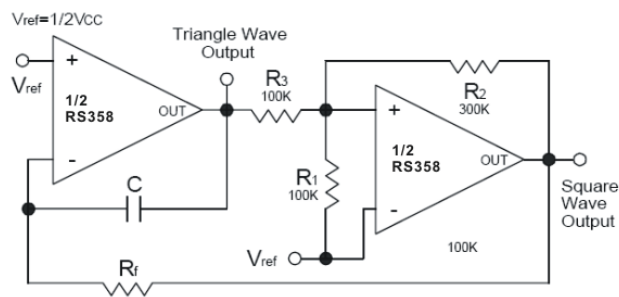 Vref=1/2VCC
Vref
+
-
1/2
RS358
OUT
Triangle Wave
Output
C
Rf
R3
100K
R1
100K
Vref
R2
300K
+
-
1/2
RS358
OUT
100K
Square
Wave
Output